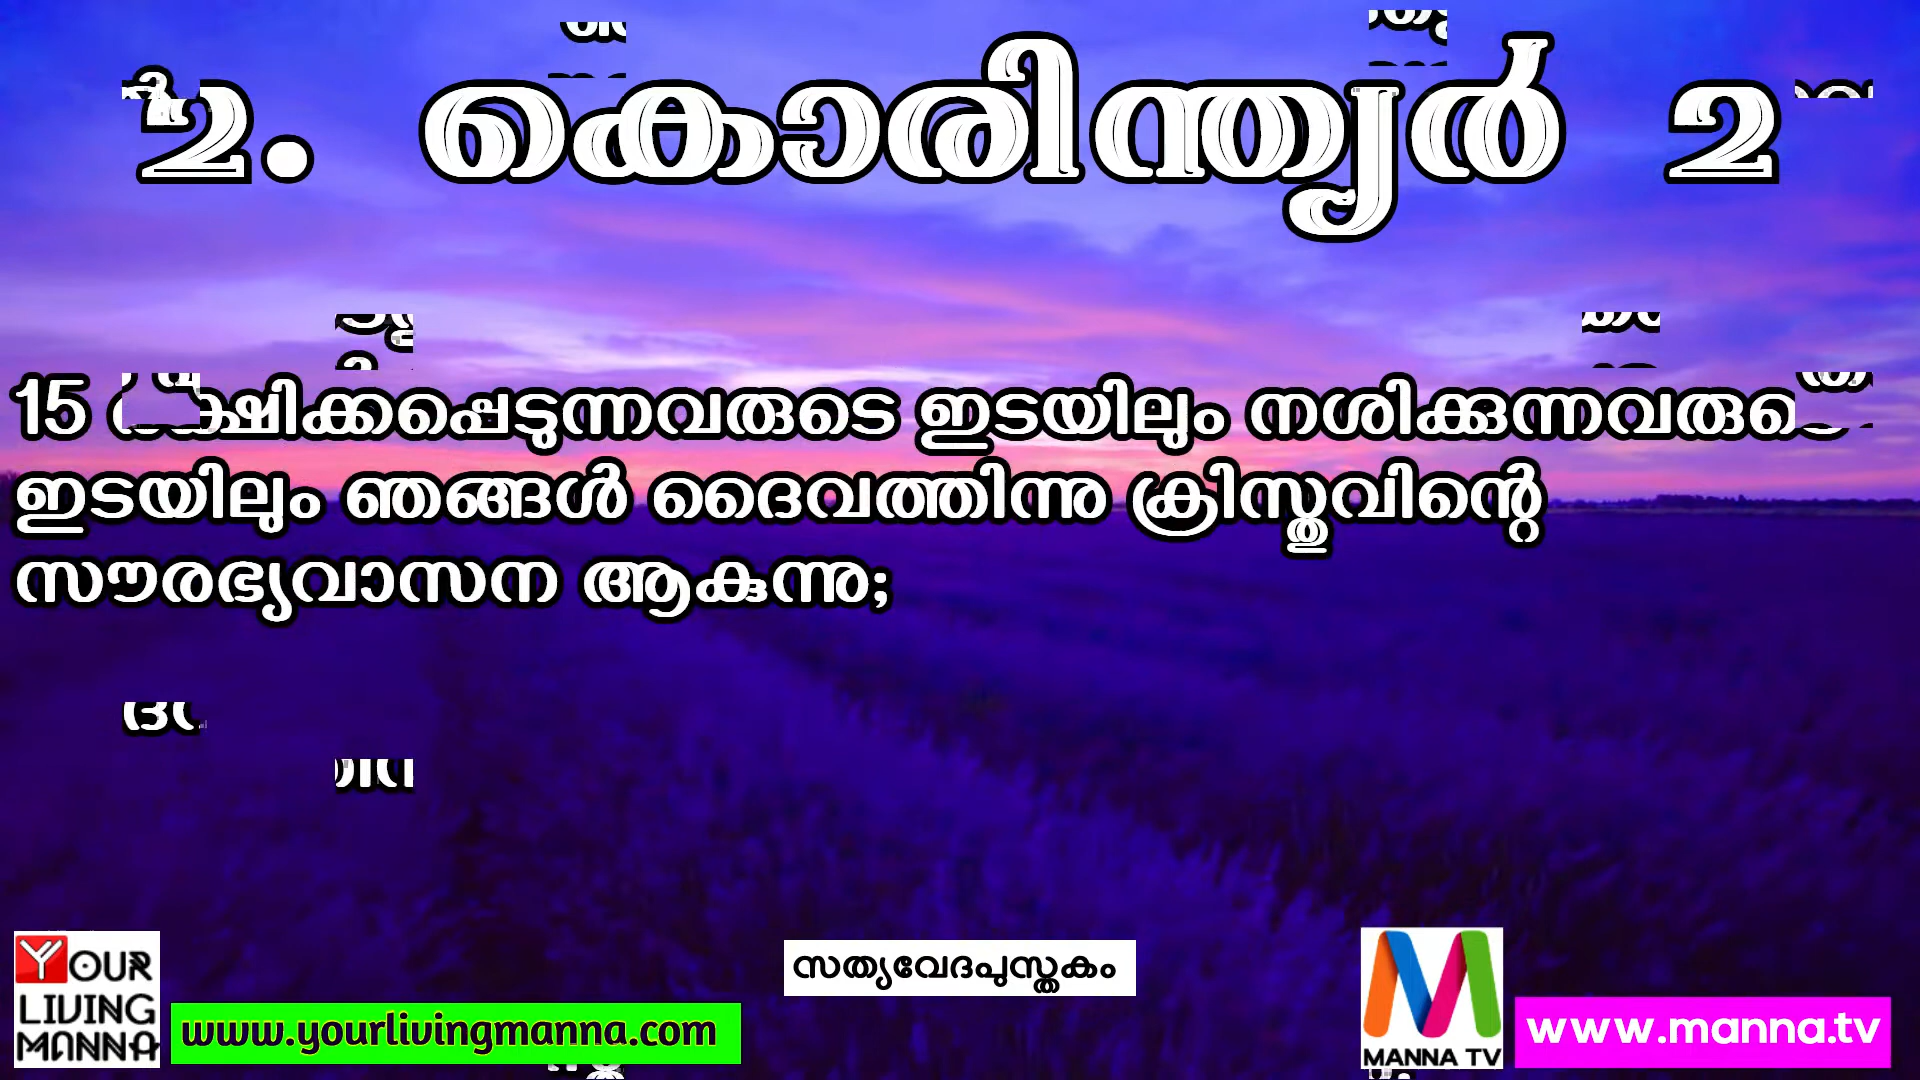 2. കൊരിന്ത്യർ 2
15 രക്ഷിക്കപ്പെടുന്നവരുടെ ഇടയിലും നശിക്കുന്നവരുടെ
ഇടയിലും ഞങ്ങൾ ദൈവത്തിന്നു ക്രിസ്തുവിന്റെ
സൗരഭ്യവാസന ആകുന്നു;
സത്യവേദപുസ്തകം
YOUR
LIVING
MANNA
www.yourlivingmanna.com
MANNA TV
www.manna.tv